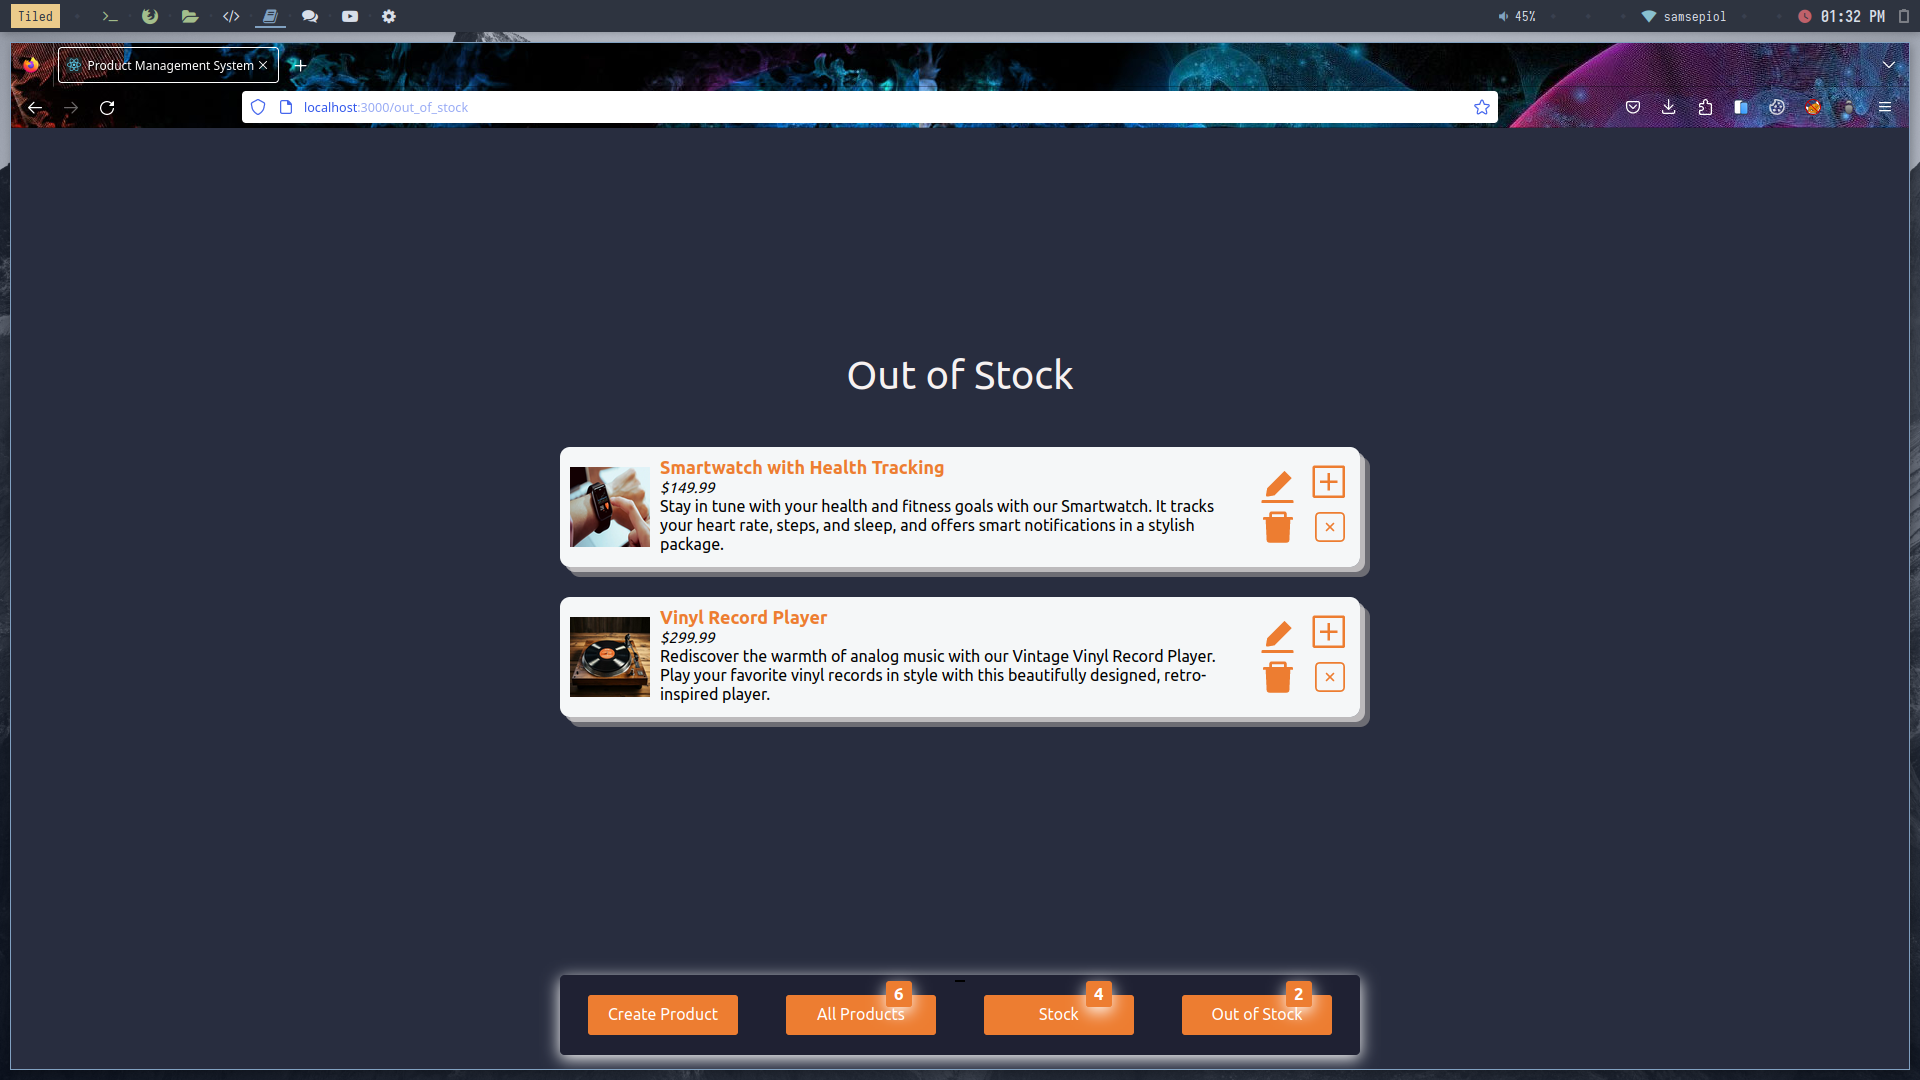 Tiled
45%
samsepiol
01:32 PM
Product Management System
localhost:3000/out_of_stock
Out of Stock
Smartwatch with Health Tracking
$149.99
Stay in tune with your health and fitness goals with our Smartwatch. It tracks
your heart rate, steps, and sleep, and offers smart notifications in a stylish
package.
Vinyl Record Player
$299.99
Rediscover the warmth of analog music with our Vintage Vinyl Record Player.
Play your favorite vinyl records in style with this beautifully designed, retro-
inspired player.
Create Product
All Products
6
Stock
4
Out of Stock
2